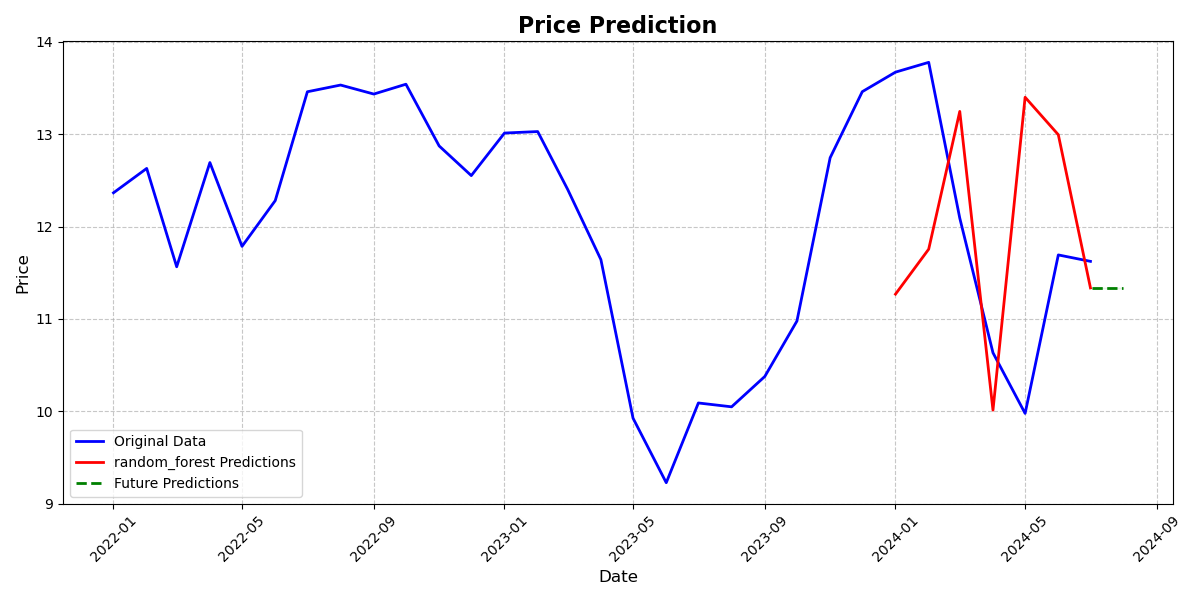 Price Prediction
Price
14
13
12
11
10
9
Original Data
random_forest Predictions
Future Predictions
2022-01
2022-05
2022-09
2023-01
2023-05
2023-09
2024-01
2024-05
2024-09
Date